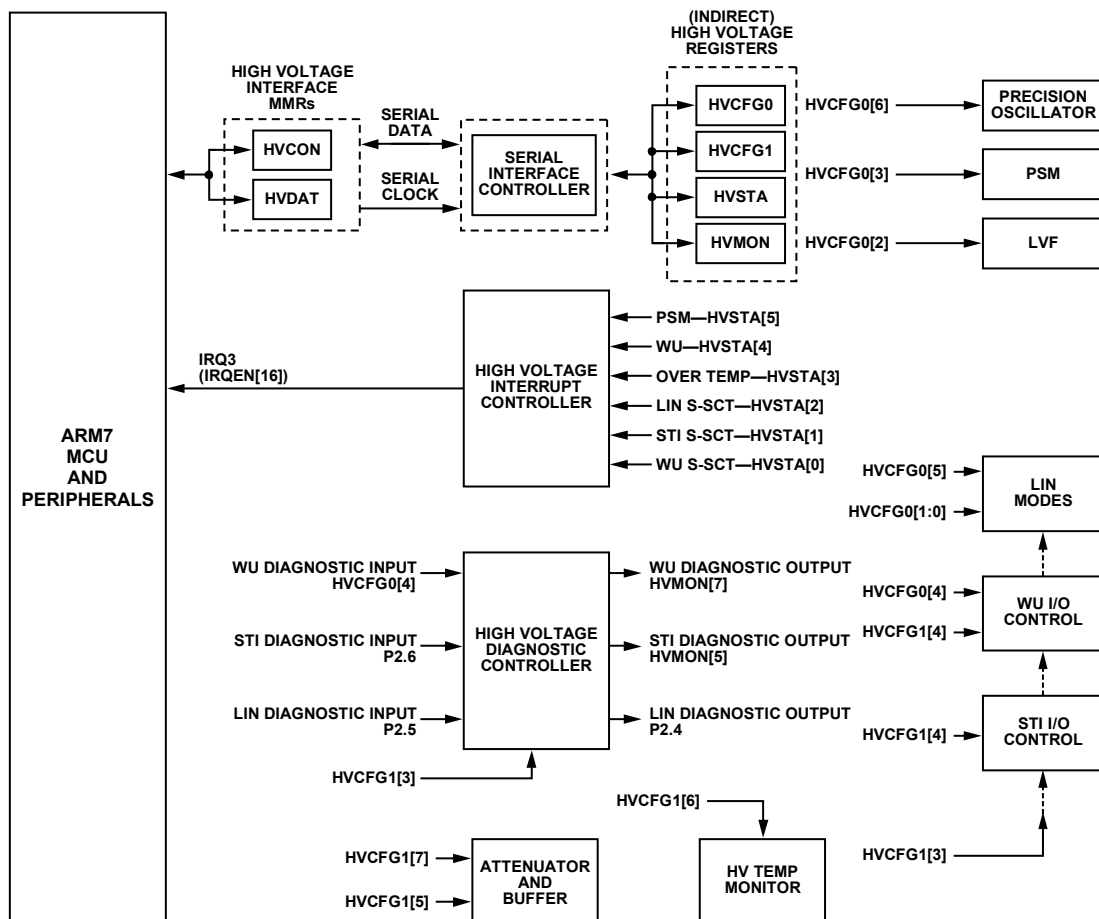 (INDIRECT)
HIGH VOLTAGE
REGISTERS
HIGH VOLTAGE
INTERFACE
MMRs
HVCON
HVDAT
SERIAL
DATA
SERIAL
CLOCK
SERIAL
INTERFACE
CONTROLLER
HVCFG0
HVCFG1
HVSTA
HVMON
HVCFG0[6]
PRECISION
OSCILLATOR
HVCFG0[3]
PSM
HVCFG0[2]
LVF
ARM7
MCU
AND
PERIPHERALS
IRQ3
(IRQEN[16])
HIGH VOLTAGE
INTERRUPT
CONTROLLER
PSM—HVSTA[5]
WU—HVSTA[4]
OVER TEMP—HVSTA[3]
LIN S-SCT—HVSTA[2]
STI S-SCT—HVSTA[1]
WU S-SCT—HVSTA[0]
HVCFG0[5]
HVCFG0[1:0]
LIN
MODES
WU DIAGNOSTIC INPUT
HVCFG0[4]
STI DIAGNOSTIC INPUT
P2.6
LIN DIAGNOSTIC INPUT
P2.5
HIGH VOLTAGE
DIAGNOSTIC
CONTROLLER
WU DIAGNOSTIC OUTPUT
HVMON[7]
STI DIAGNOSTIC OUTPUT
HVMON[5]
LIN DIAGNOSTIC OUTPUT
P2.4
HVCFG1[3]
HVCFG0[4]
HVCFG1[4]
WU I/O
CONTROL
HVCFG1[4]
STI I/O
CONTROL
HVCFG1[3]
HVCFG1[6]
HV TEMP
MONITOR
HVCFG1[7]
HVCFG1[5]
ATTENUATOR
AND
BUFFER